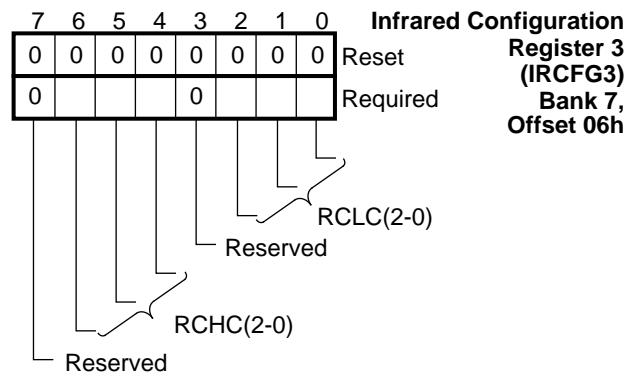 7 6 5 4 3 2 1 0
Infrared Configuration
Register 3
(IRCFG3)
Bank 7,
Offset 06h
0 0 0 0 0 0 0 0 Reset
0 0 Required
RCLC(2-0)
Reserved
RCHC(2-0)
Reserved